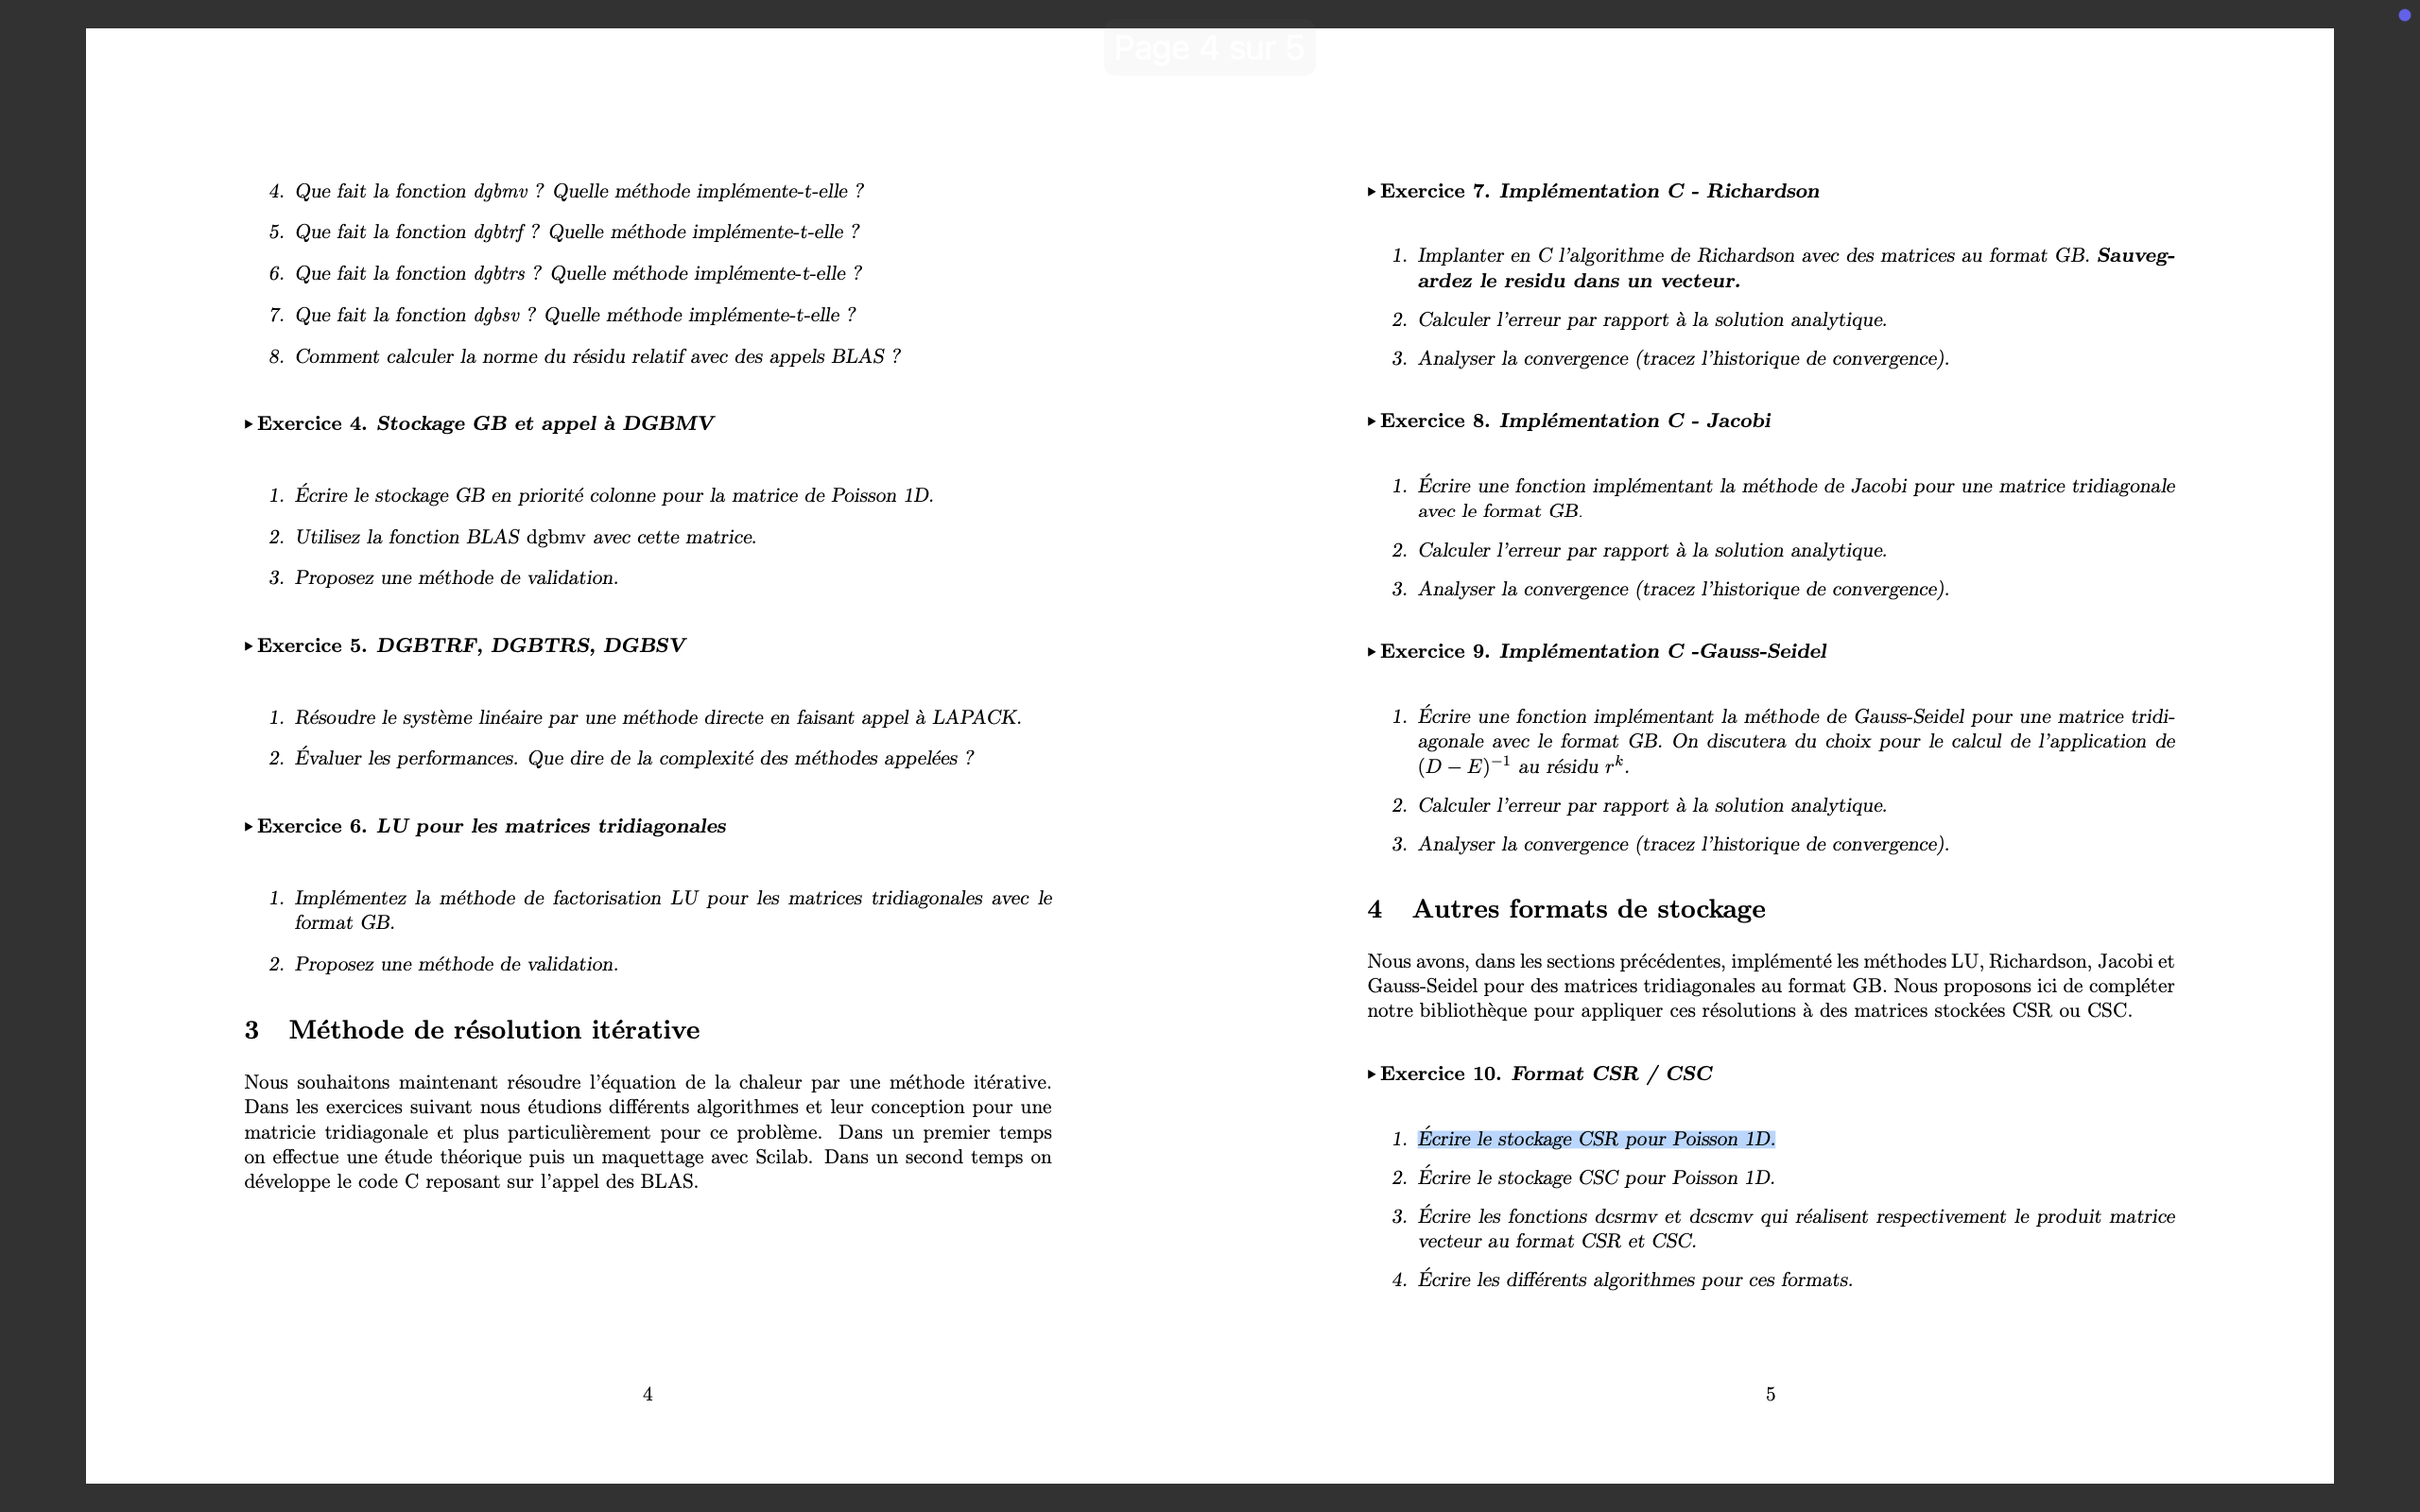 Page 4 sur 5
4. Que fait la fonction dgbmv ? Quelle méthode implémente-t-elle ?
5. Que fait la fonction dgbtrf ? Quelle méthode implémente-t-elle ?
6. Que fait la fonction dgbtrs ? Quelle méthode implémente-t-elle ?
7. Que fait la fonction dgbsv ? Quelle méthode implémente-t-elle ?
8. Comment calculer la norme du résidu relatif avec des appels BLAS ?
▸ Exercice 4. Stockage GB et appel à DGBMV
1. Écrire le stockage GB en priorité colonne pour la matrice de Poisson 1D.
2. Utilisez la fonction BLAS dgbmv avec cette matrice.
3. Proposez une méthode de validation.
▸ Exercice 5. DGBTRF, DGBTRS, DGBSV
1. Résoudre le système linéaire par une méthode directe en faisant appel à LAPACK.
2. Évaluer les performances. Que dire de la complexité des méthodes appelées ?
▸ Exercice 6. LU pour les matrices tridiagonales
1. Implémentez la méthode de factorisation LU pour les matrices tridiagonales avec le
format GB.
2. Proposez une méthode de validation.
3 Méthode de résolution itérative
Nous souhaitons maintenant résoudre l'équation de la chaleur par une méthode itérative.
Dans les exercices suivant nous étudions différents algorithmes et leur conception pour une
matricie tridiagonale et plus particulièrement pour ce problème. Dans un premier temps
on effectue une étude théorique puis un maquettage avec Scilab. Dans un second temps on
développe le code C reposant sur l'appel des BLAS.
4
▸ Exercice 7. Implémentation C - Richardson
1. Implanter en C l'algorithme de Richardson avec des matrices au format GB. Sauveg-
ardez le residu dans un vecteur.
2. Calculer l'erreur par rapport à la solution analytique.
3. Analyser la convergence (tracez l'historique de convergence).
▸ Exercice 8. Implémentation C - Jacobi
1. Écrire une fonction implémentant la méthode de Jacobi pour une matrice tridiagonale
avec le format GB.
2. Calculer l'erreur par rapport à la solution analytique.
3. Analyser la convergence (tracez l'historique de convergence).
▸ Exercice 9. Implémentation C -Gauss-Seidel
1. Écrire une fonction implémentant la méthode de Gauss-Seidel pour une matrice tridi-
agonale avec le format GB. On discutera du choix pour le calcul de l'application de
(D − E)⁻¹ au résidu rᵏ.
2. Calculer l'erreur par rapport à la solution analytique.
3. Analyser la convergence (tracez l'historique de convergence).
4 Autres formats de stockage
Nous avons, dans les sections précédentes, implémenté les méthodes LU, Richardson, Jacobi et
Gauss-Seidel pour des matrices tridiagonales au format GB. Nous proposons ici de compléter
notre bibliothèque pour appliquer ces résolutions à des matrices stockées CSR ou CSC.
▸ Exercice 10. Format CSR / CSC
1. Écrire le stockage CSR pour Poisson 1D.
2. Écrire le stockage CSC pour Poisson 1D.
3. Écrire les fonctions dcsrmv et dcscmv qui réalisent respectivement le produit matrice
vecteur au format CSR et CSC.
4. Écrire les différents algorithmes pour ces formats.
5